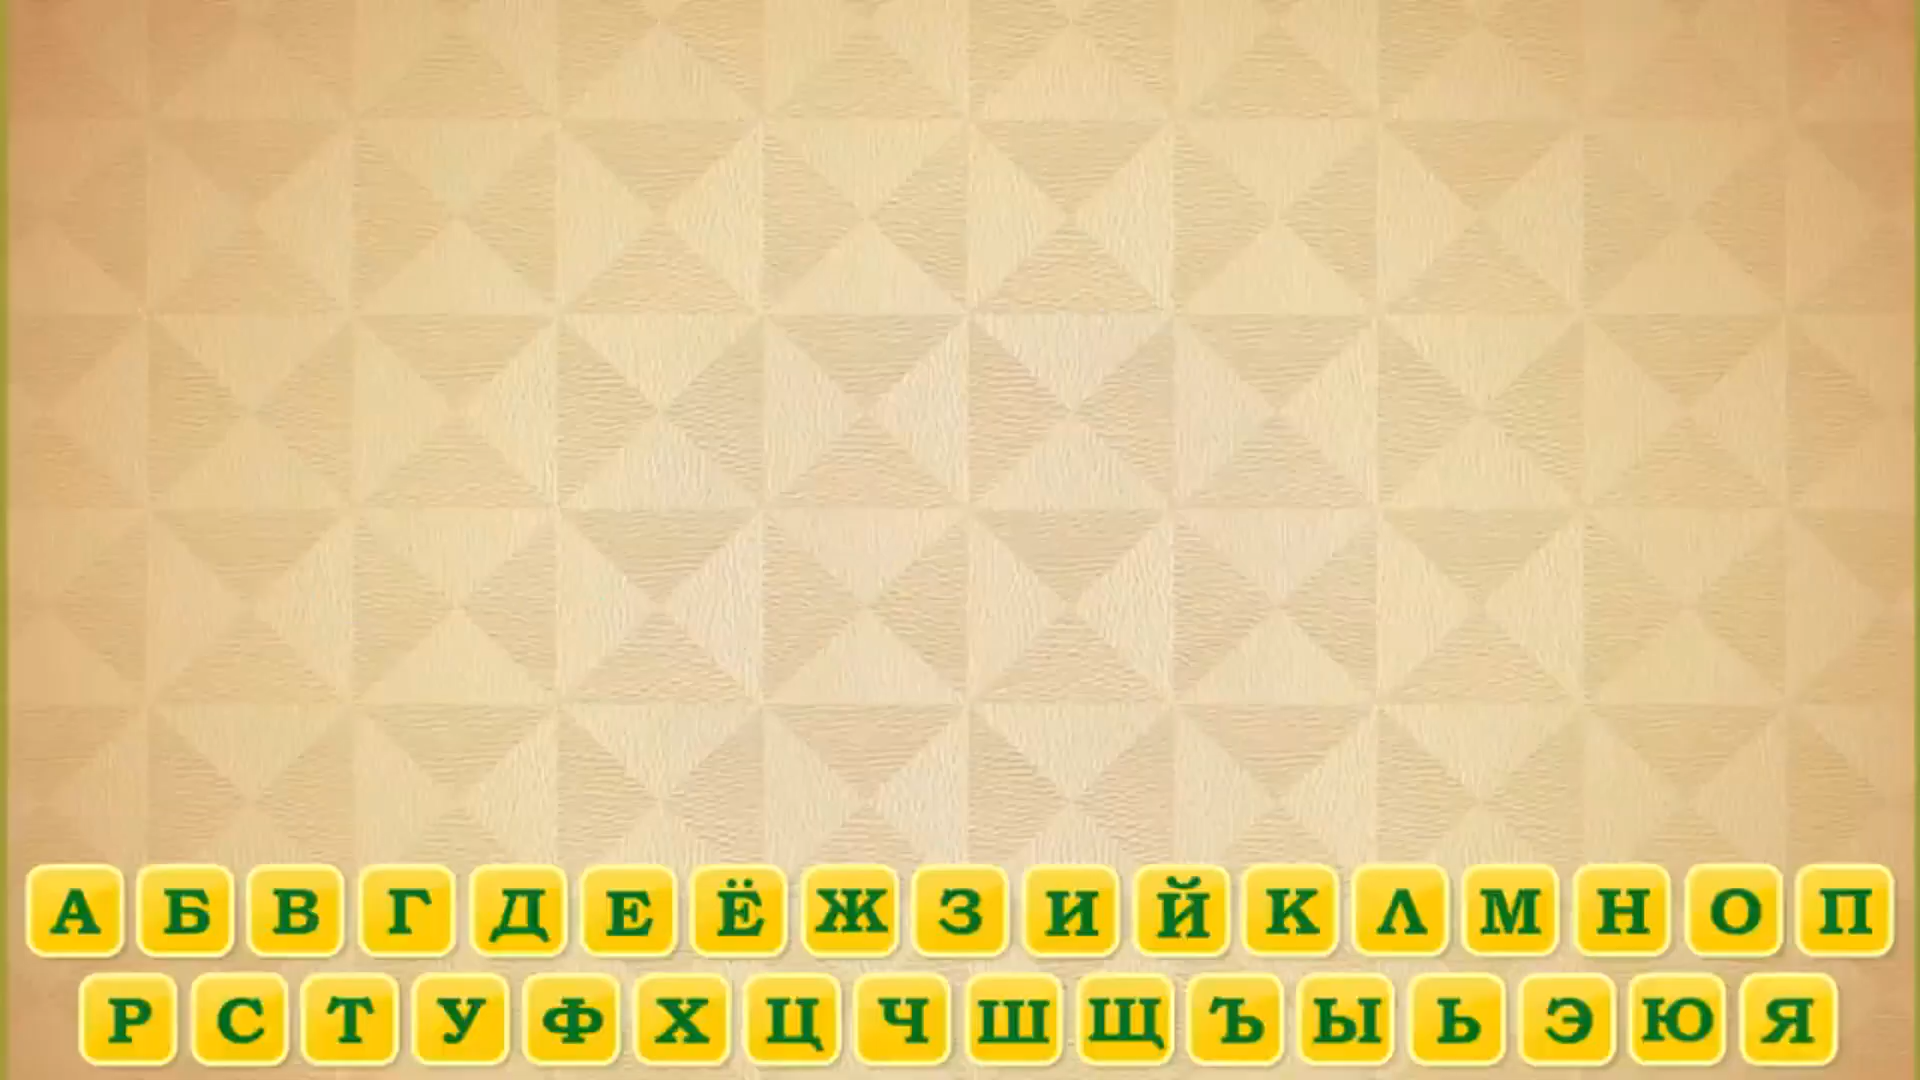 А Б В Г Д Е Ё Ж З И Й К Л М Н О П
Р С Т У Ф Х Ц Ч Ш Щ Ъ Ы Ь Э Ю Я